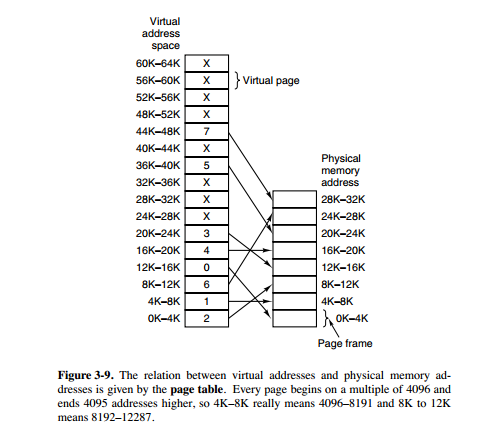 Virtual
address
space
60K–64K X
56K–60K X } Virtual page
52K–56K X
48K–52K X
44K–48K 7
40K–44K X
36K–40K 5
32K–36K X
28K–32K X
24K–28K X
20K–24K 3
16K–20K 4
12K–16K 0
8K–12K 6
4K–8K 1
0K–4K 2
Physical
memory
address
28K–32K
24K–28K
20K–24K
16K–20K
12K–16K
8K–12K
4K–8K
} 0K–4K
Page frame
Figure 3-9. The relation between virtual addresses and physical memory ad-
dresses is given by the page table. Every page begins on a multiple of 4096 and
ends 4095 addresses higher, so 4K–8K really means 4096–8191 and 8K to 12K
means 8192–12287.